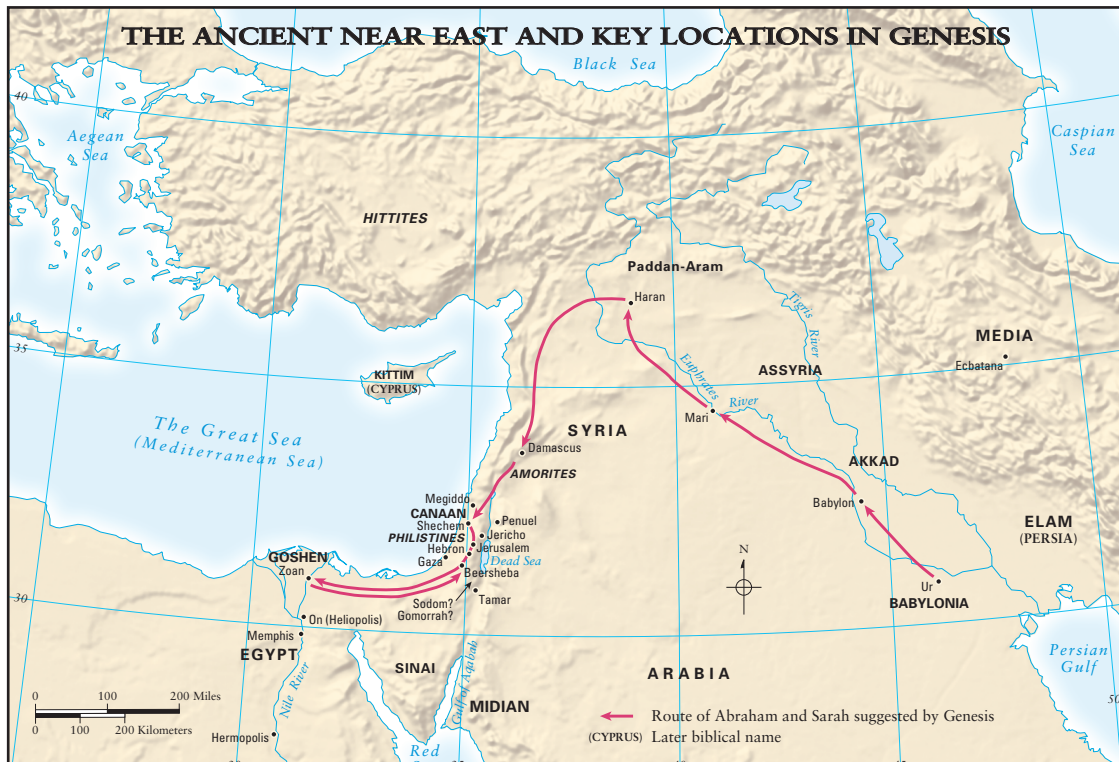 THE ANCIENT NEAR EAST AND KEY LOCATIONS IN GENESIS
Black Sea
40
Aegean
Sea
Caspian
Sea
HITTITES
Paddan-Aram
Haran
Tigris
River
35
MEDIA
Ecbatana
KITTIM
(CYPRUS)
ASSYRIA
Euphrates
River
Mari
The Great Sea
(Mediterranean Sea)
SYRIA
Damascus
AMORITES
AKKAD
Babylon
Megiddo
CANAAN
Shechem
Penuel
PHILISTINES
Jericho
Hebron
Jerusalem
Gaza
Dead Sea
Beersheba
ELAM
(PERSIA)
GOSHEN
Zoan
N
Ur
BABYLONIA
30
Sodom?
Gomorrah?
Tamar
On (Heliopolis)
Memphis
EGYPT
SINAI
ARABIA
Persian
Gulf
Nile River
Gulf of Aqabah
MIDIAN
0 100 200 Miles
0 100 200 Kilometers
Route of Abraham and Sarah suggested by Genesis
(CYPRUS) Later biblical name
Hermopolis
Red
50